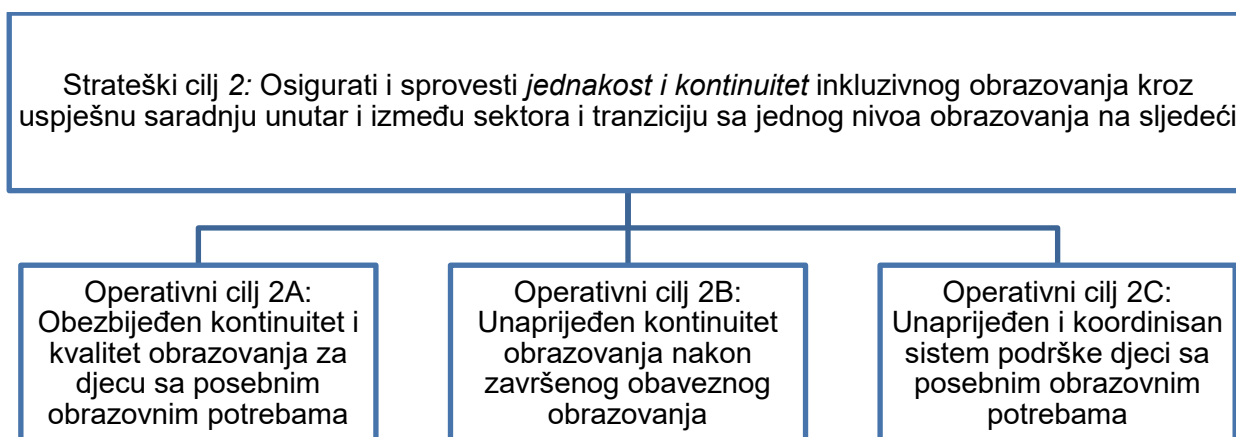 Strateški cilj 2: Osigurati i sprovesti jednakost i kontinuitet inkluzivnog obrazovanja kroz
uspješnu saradnju unutar i između sektora i tranziciju sa jednog nivoa obrazovanja na sljedeći
Operativni cilj 2A:
Obezbijeđen kontinuitet i
kvalitet obrazovanja za
djecu sa posebnim
obrazovnim potrebama
Operativni cilj 2B:
Unaprijeđen kontinuitet
obrazovanja nakon
završenog obaveznog
obrazovanja
Operativni cilj 2C:
Unaprijeđen i koordinisan
sistem podrške djeci sa
posebnim obrazovnim
potrebama